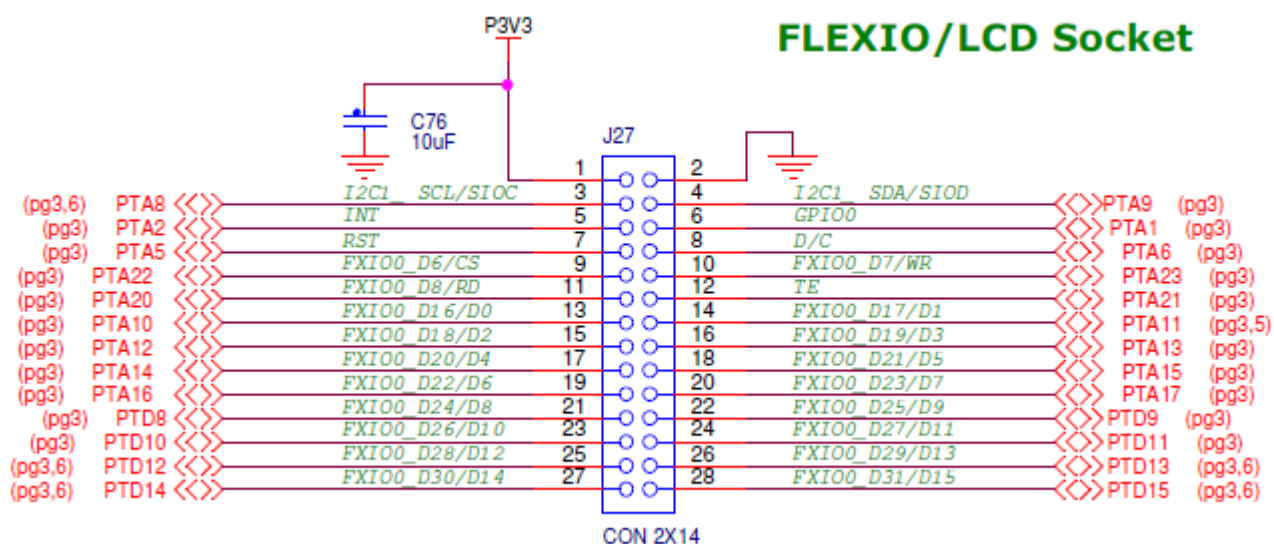 P3V3
FLEXIO/LCD Socket
C76
10uF
J27
1 2
I2C1_ SCL/SIOC 3 4 I2C1_ SDA/SIOD
(pg3,6) PTA8 PTA9 (pg3)
INT 5 6 GPIO0
(pg3) PTA2 PTA1 (pg3)
RST 7 8 D/C
(pg3) PTA5 PTA6 (pg3)
FXIO0_D6/CS 9 10 FXIO0_D7/WR
(pg3) PTA22 PTA23 (pg3)
FXIO0_D8/RD 11 12 TE
(pg3) PTA20 PTA21 (pg3)
FXIO0_D16/D0 13 14 FXIO0_D17/D1
(pg3) PTA10 PTA11 (pg3,5)
FXIO0_D18/D2 15 16 FXIO0_D19/D3
(pg3) PTA12 PTA13 (pg3)
FXIO0_D20/D4 17 18 FXIO0_D21/D5
(pg3) PTA14 PTA15 (pg3)
FXIO0_D22/D6 19 20 FXIO0_D23/D7
(pg3) PTA16 PTA17 (pg3)
FXIO0_D24/D8 21 22 FXIO0_D25/D9
(pg3) PTD8 PTD9 (pg3)
FXIO0_D26/D10 23 24 FXIO0_D27/D11
(pg3) PTD10 PTD11 (pg3)
FXIO0_D28/D12 25 26 FXIO0_D29/D13
(pg3,6) PTD12 PTD13 (pg3,6)
FXIO0_D30/D14 27 28 FXIO0_D31/D15
(pg3,6) PTD14 PTD15 (pg3,6)
CON 2X14